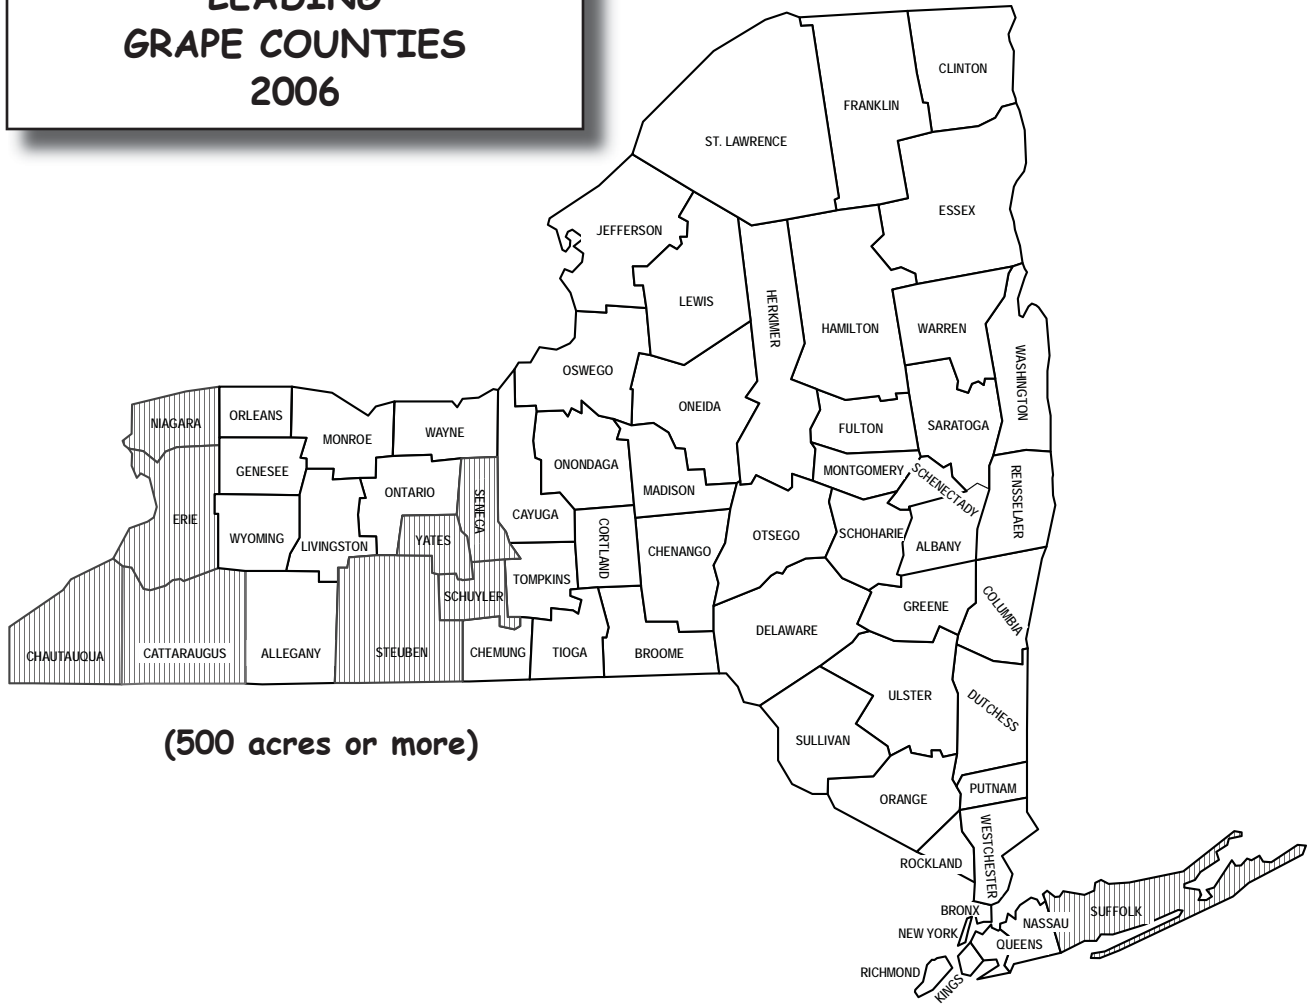 LEADING
GRAPE COUNTIES
2006
CLINTON
FRANKLIN
ST. LAWRENCE
ESSEX
JEFFERSON
LEWIS
HERKIMER
HAMILTON
WARREN
WASHINGTON
OSWEGO
ONEIDA
FULTON
SARATOGA
NIAGARA
ORLEANS
MONROE
WAYNE
GENESEE
ONTARIO
SENECA
ONONDAGA
MADISON
MONTGOMERY
SCHENECTADY
RENSSELAER
ERIE
WYOMING
LIVINGSTON
YATES
CAYUGA
CORTLAND
CHENANGO
OTSEGO
SCHOHARIE
ALBANY
SCHUYLER
TOMPKINS
GREENE
COLUMBIA
CHAUTAUQUA
CATTARAUGUS
ALLEGANY
STEUBEN
CHEMUNG
TIOGA
BROOME
DELAWARE
ULSTER
DUTCHESS
(500 acres or more)
SULLIVAN
ORANGE
PUTNAM
WESTCHESTER
ROCKLAND
BRONX
NEW YORK
NASSAU
SUFFOLK
QUEENS
RICHMOND
KINGS